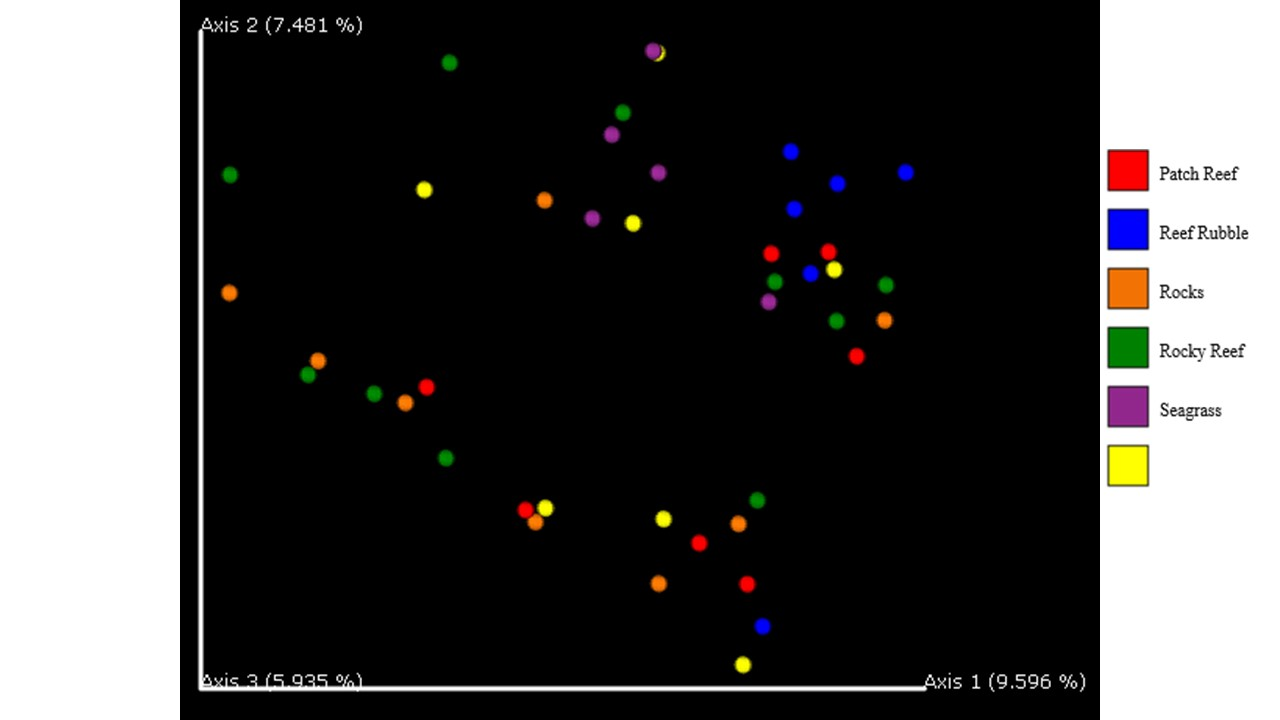 Axis 2 (7.481 %)
Patch Reef
Reef Rubble
Rocks
Rocky Reef
Seagrass
Axis 3 (5.935 %)
Axis 1 (9.596 %)